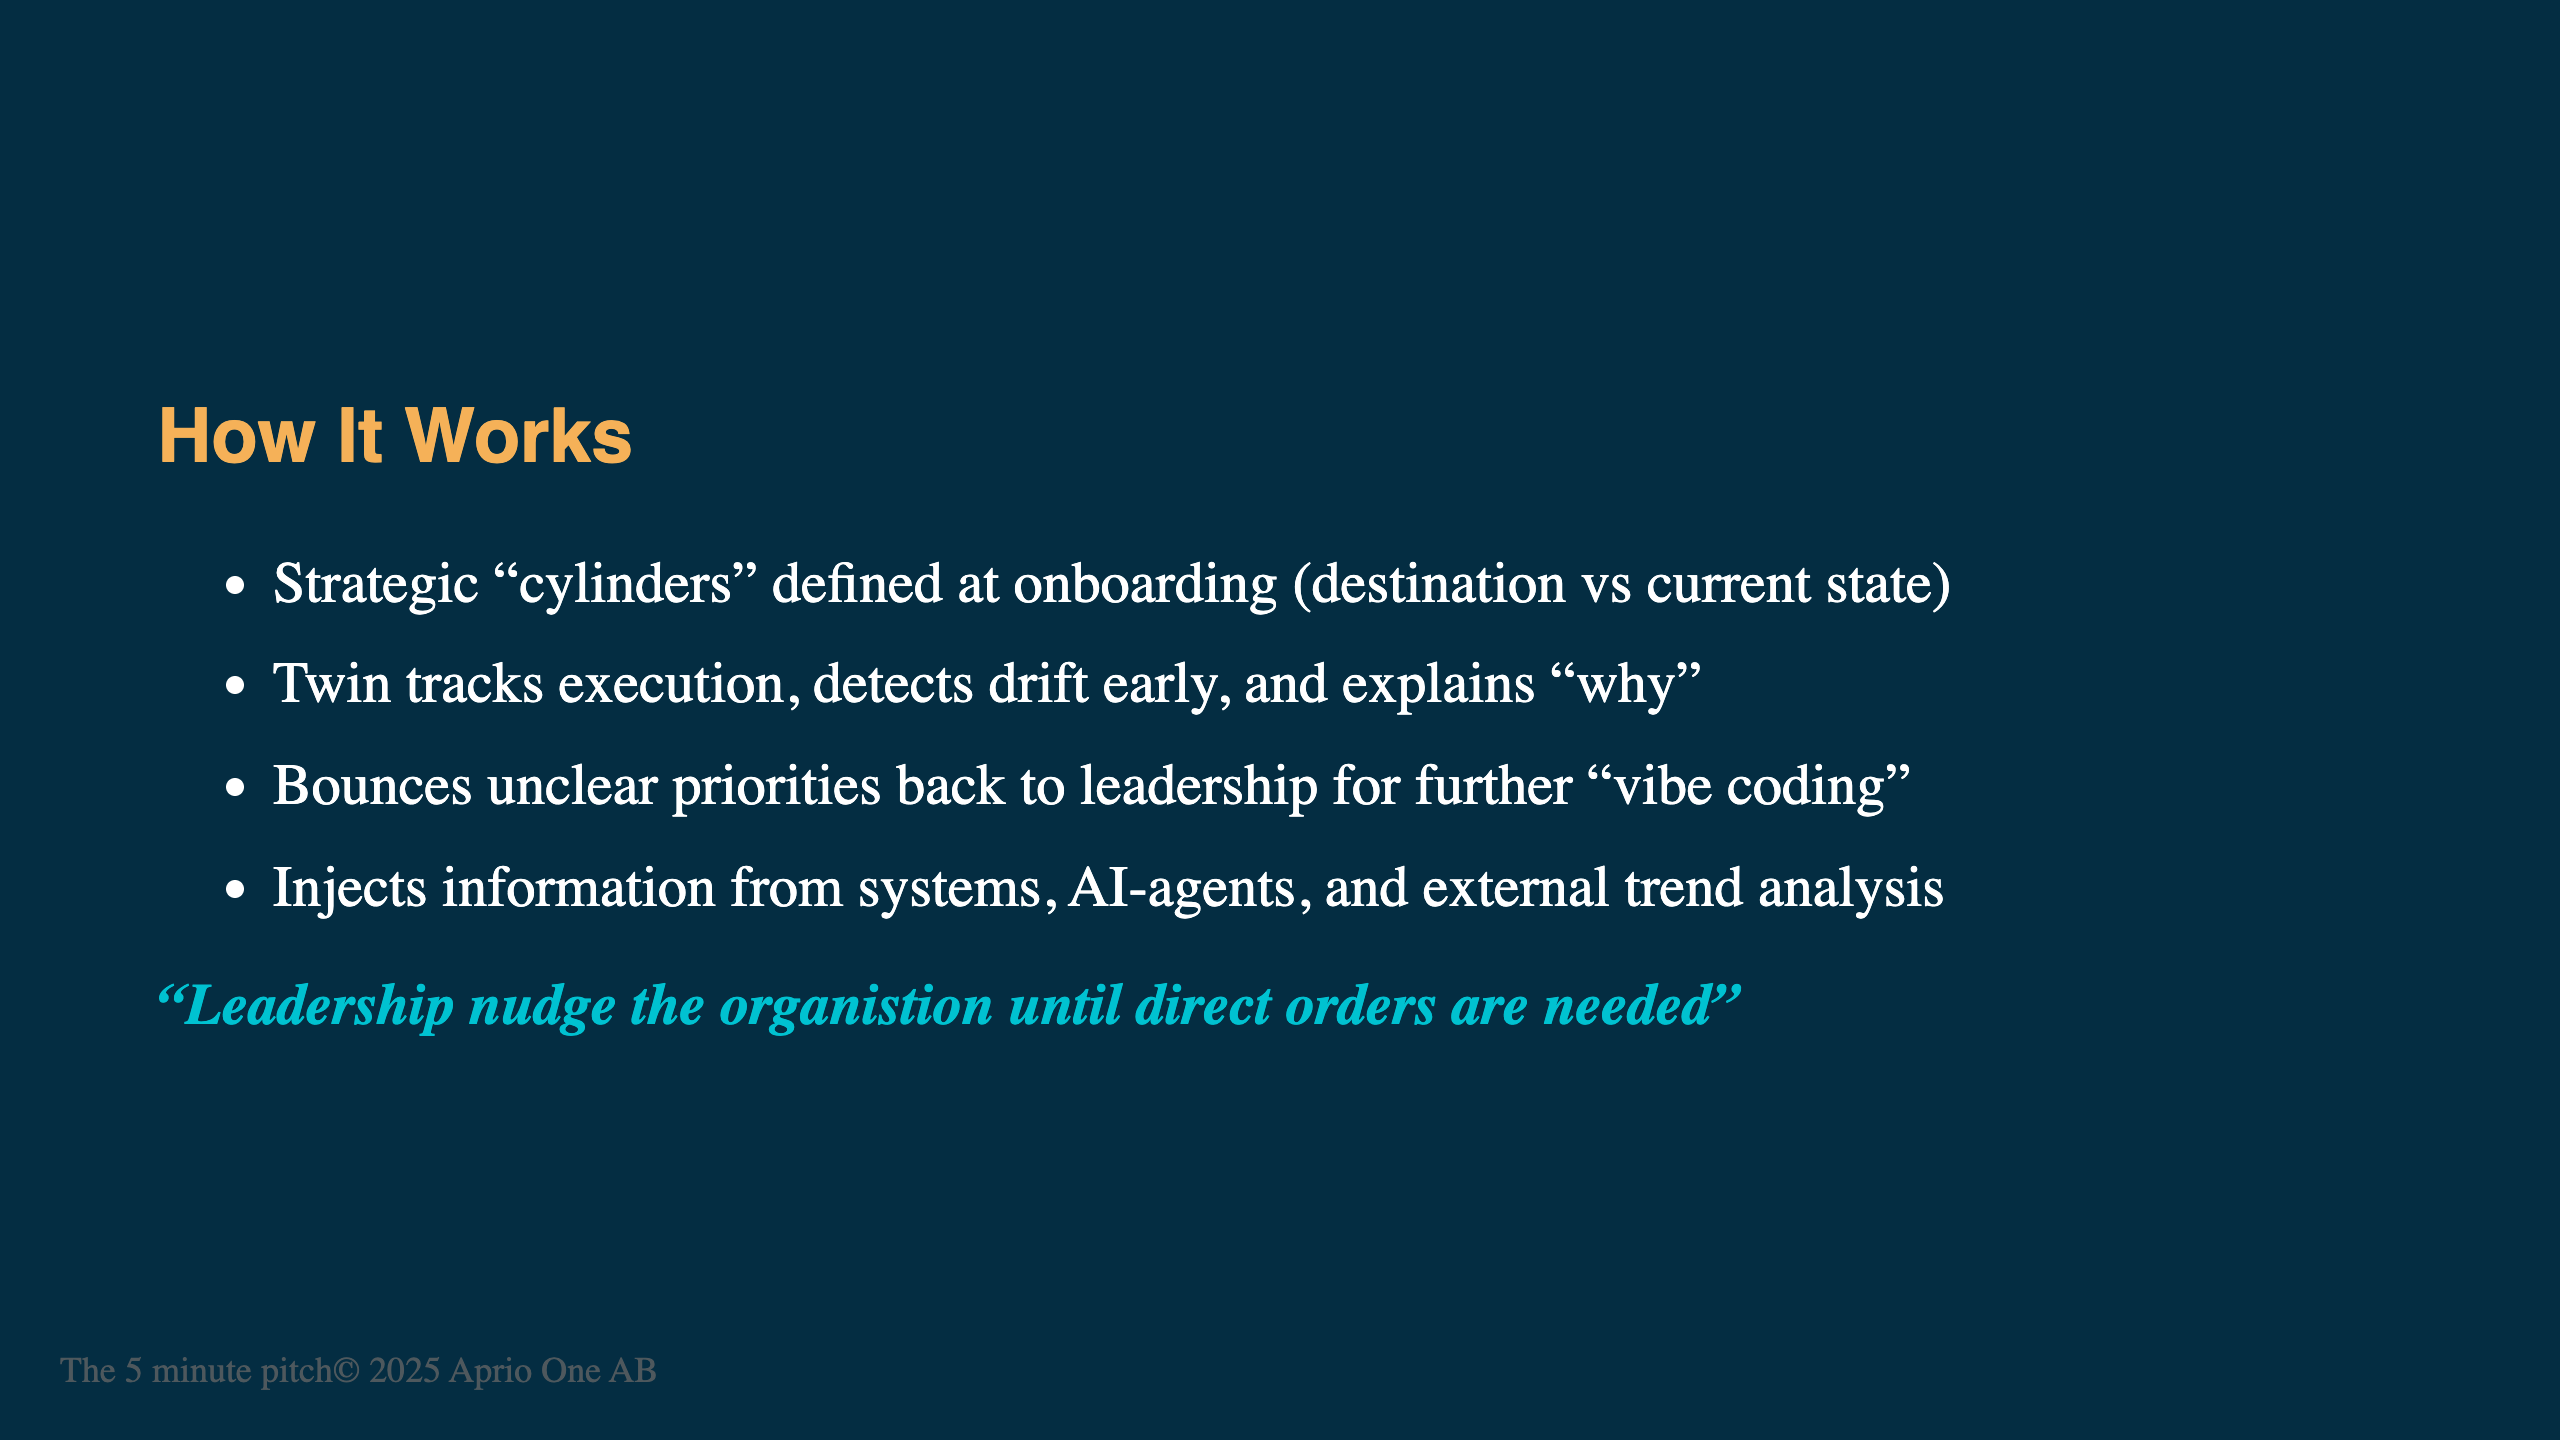 How It Works
• Strategic “cylinders” defined at onboarding (destination vs current state)
• Twin tracks execution, detects drift early, and explains “why”
• Bounces unclear priorities back to leadership for further “vibe coding”
• Injects information from systems, AI-agents, and external trend analysis
“Leadership nudge the organistion until direct orders are needed”
The 5 minute pitch© 2025 Aprio One AB